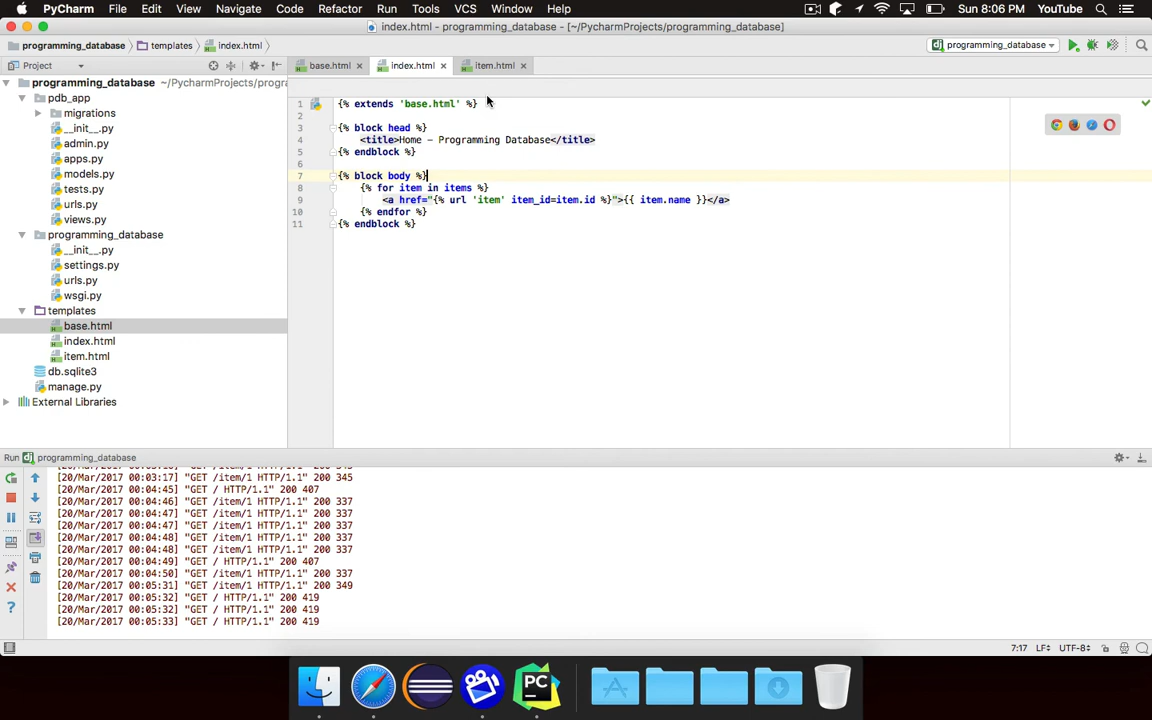 PyCharm File Edit View Navigate Code Refactor Run Tools VCS Window Help Sun 8:06 PM YouTube
index.html - programming_database - [~/PycharmProjects/programming_database]
programming_database templates index.html programming_database
Project base.html index.html item.html
programming_database ~/PycharmProjects/progra
pdb_app
migrations
__init__.py
admin.py
apps.py
models.py
tests.py
urls.py
views.py
programming_database
__init__.py
settings.py
urls.py
wsgi.py
templates
base.html
index.html
item.html
db.sqlite3
manage.py
External Libraries
1 {% extends 'base.html' %}
2
3 {% block head %}
4 <title>Home - Programming Database</title>
5 {% endblock %}
6
7 {% block body %}
8 {% for item in items %}
9 <a href="{% url 'item' item_id=item.id %}">{{ item.name }}</a>
10 {% endfor %}
11 {% endblock %}
Run programming_database
[20/Mar/2017 00:03:17] "GET /item/1 HTTP/1.1" 200 345
[20/Mar/2017 00:04:45] "GET / HTTP/1.1" 200 407
[20/Mar/2017 00:04:46] "GET /item/1 HTTP/1.1" 200 337
[20/Mar/2017 00:04:47] "GET /item/1 HTTP/1.1" 200 337
[20/Mar/2017 00:04:47] "GET /item/1 HTTP/1.1" 200 337
[20/Mar/2017 00:04:48] "GET /item/1 HTTP/1.1" 200 337
[20/Mar/2017 00:04:48] "GET /item/1 HTTP/1.1" 200 337
[20/Mar/2017 00:04:49] "GET / HTTP/1.1" 200 407
[20/Mar/2017 00:04:50] "GET /item/1 HTTP/1.1" 200 337
[20/Mar/2017 00:05:31] "GET /item/1 HTTP/1.1" 200 349
[20/Mar/2017 00:05:32] "GET / HTTP/1.1" 200 419
[20/Mar/2017 00:05:32] "GET / HTTP/1.1" 200 419
[20/Mar/2017 00:05:33] "GET / HTTP/1.1" 200 419
7:17 LF÷ UTF-8÷
PC